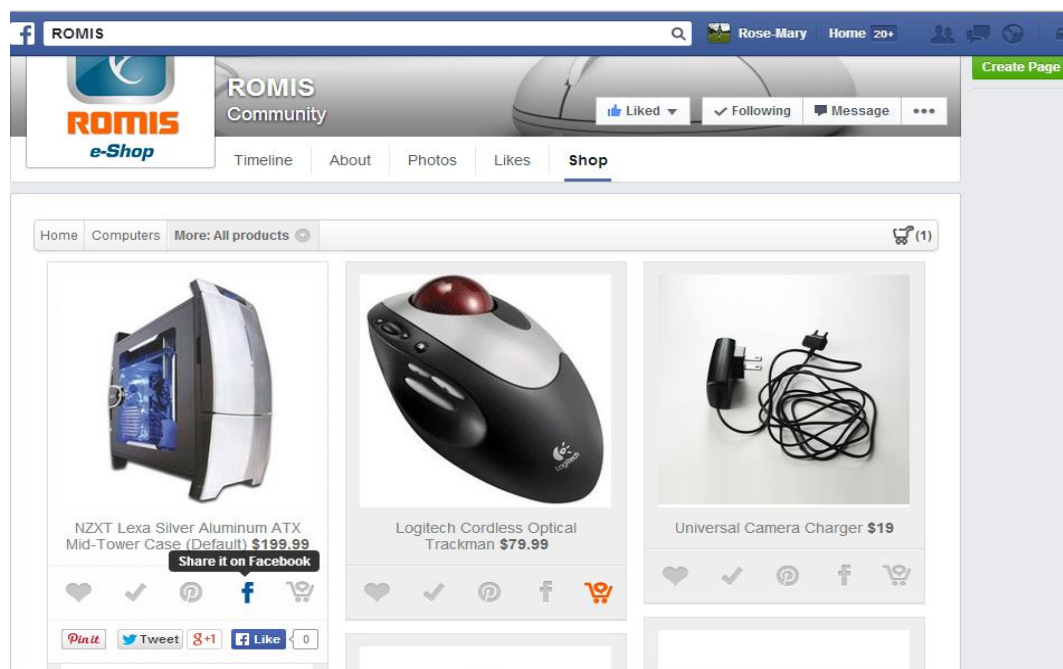 ROMIS
Rose-Mary Home 20+
Create Page
ROMIS
Community
ROMIS
e-Shop
Liked Following Message
Timeline About Photos Likes Shop
Home Computers More: All products (1)
Logitech
NZXT Lexa Silver Aluminum ATX
Mid-Tower Case (Default) $199.99
Share it on Facebook
Logitech Cordless Optical
Trackman $79.99
Universal Camera Charger $19
Pin it Tweet g+1 Like 0